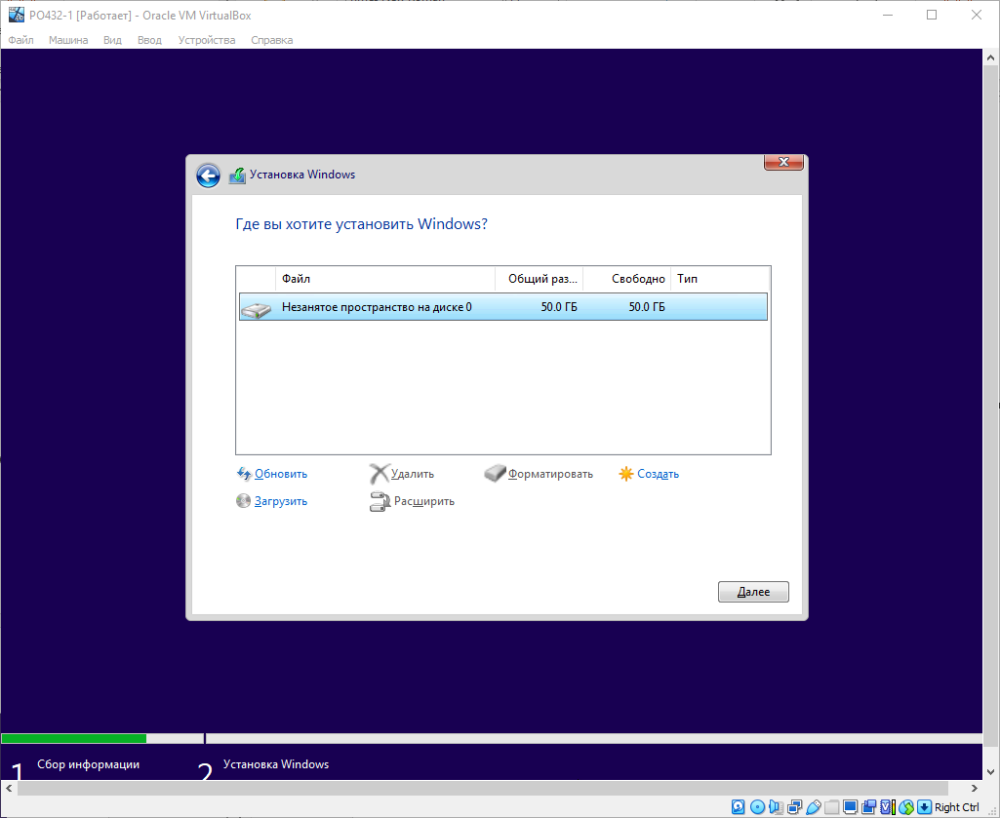 PO432-1 [Работает] - Oracle VM VirtualBox
Файл Машина Вид Ввод Устройства Справка
Установка Windows
Где вы хотите установить Windows?
Файл Общий раз... Свободно Тип
Незанятое пространство на диске 0 50.0 ГБ 50.0 ГБ
Обновить Удалить Форматировать Создать
Загрузить Расширить
Далее
1 Сбор информации 2 Установка Windows
Right Ctrl